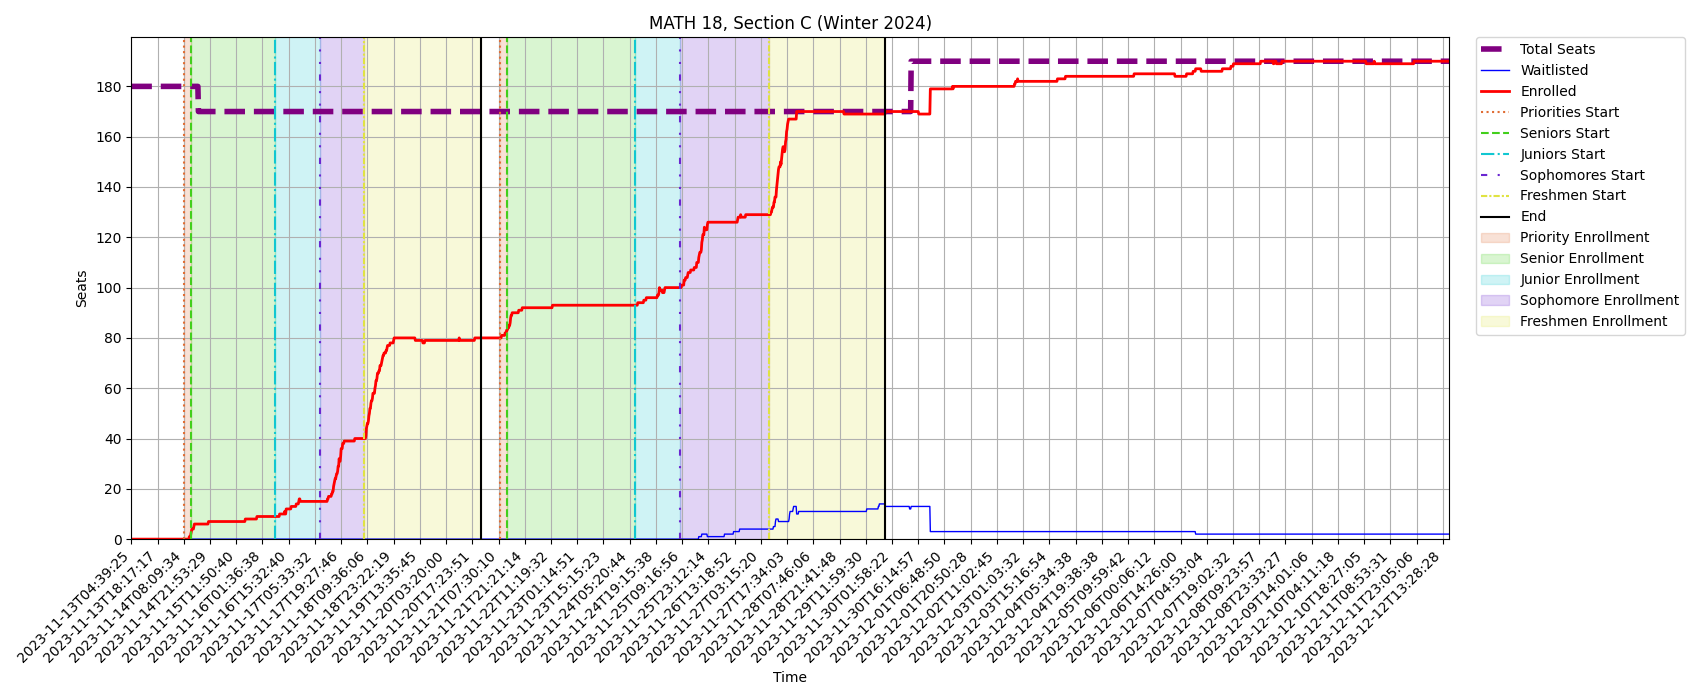 MATH 18, Section C (Winter 2024)
Seats
180
160
140
120
100
80
60
40
20
0
2023-11-13T04:39:25
2023-11-13T18:17:17
2023-11-14T08:09:34
2023-11-14T21:53:29
2023-11-15T11:50:40
2023-11-16T01:36:38
2023-11-16T15:32:40
2023-11-17T05:33:32
2023-11-17T19:27:46
2023-11-18T09:36:06
2023-11-18T23:22:19
2023-11-19T13:35:45
2023-11-20T03:20:00
2023-11-20T17:23:51
2023-11-21T07:30:10
2023-11-21T21:21:14
2023-11-22T11:19:32
2023-11-23T01:14:51
2023-11-23T15:15:23
2023-11-24T05:20:44
2023-11-24T19:15:38
2023-11-25T09:16:56
2023-11-25T23:12:14
2023-11-26T13:18:52
2023-11-27T03:15:20
2023-11-27T17:34:03
2023-11-28T07:46:06
2023-11-28T21:41:48
2023-11-29T11:59:30
2023-11-30T01:58:22
2023-11-30T16:14:57
2023-12-01T06:48:50
2023-12-01T20:50:28
2023-12-02T11:02:45
2023-12-03T01:03:32
2023-12-03T15:16:54
2023-12-04T05:34:38
2023-12-04T19:38:38
2023-12-05T09:59:42
2023-12-06T00:06:12
2023-12-06T14:26:00
2023-12-07T04:53:04
2023-12-07T19:02:32
2023-12-08T09:23:57
2023-12-08T23:33:27
2023-12-09T14:01:06
2023-12-10T04:11:18
2023-12-10T18:27:05
2023-12-11T08:53:31
2023-12-11T23:05:06
2023-12-12T13:28:28
Time
Total Seats
Waitlisted
Enrolled
Priorities Start
Seniors Start
Juniors Start
Sophomores Start
Freshmen Start
End
Priority Enrollment
Senior Enrollment
Junior Enrollment
Sophomore Enrollment
Freshmen Enrollment